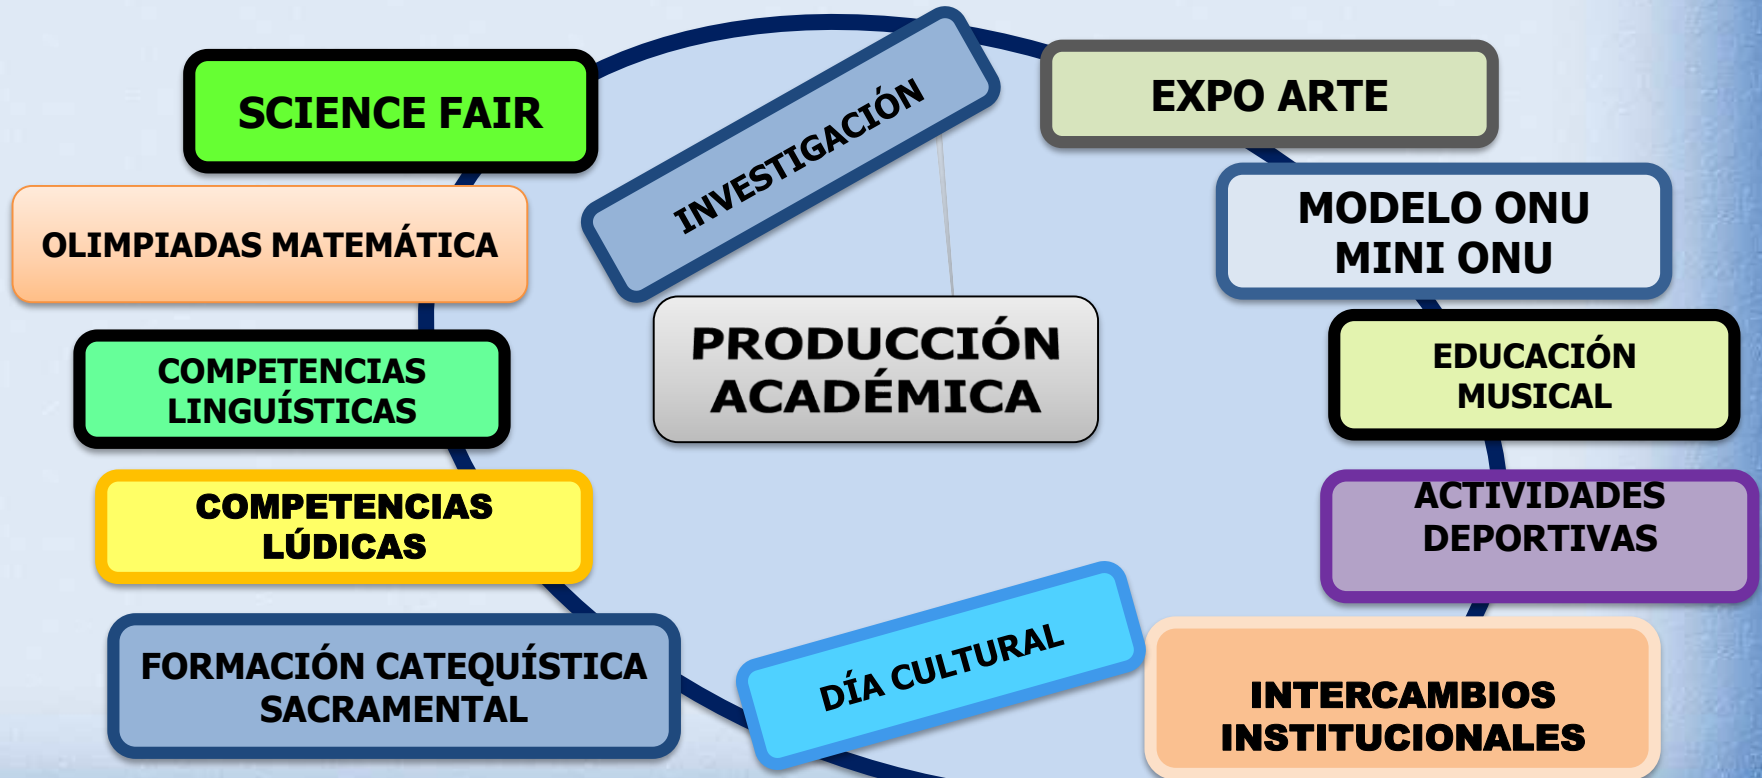 SCIENCE FAIR
INVESTIGACIÓN
EXPO ARTE
OLIMPIADAS MATEMÁTICA
MODELO ONU
MINI ONU
PRODUCCIÓN
ACADÉMICA
COMPETENCIAS
LINGUÍSTICAS
EDUCACIÓN
MUSICAL
COMPETENCIAS
LÚDICAS
ACTIVIDADES
DEPORTIVAS
FORMACIÓN CATEQUÍSTICA
SACRAMENTAL
DÍA CULTURAL
INTERCAMBIOS
INSTITUCIONALES